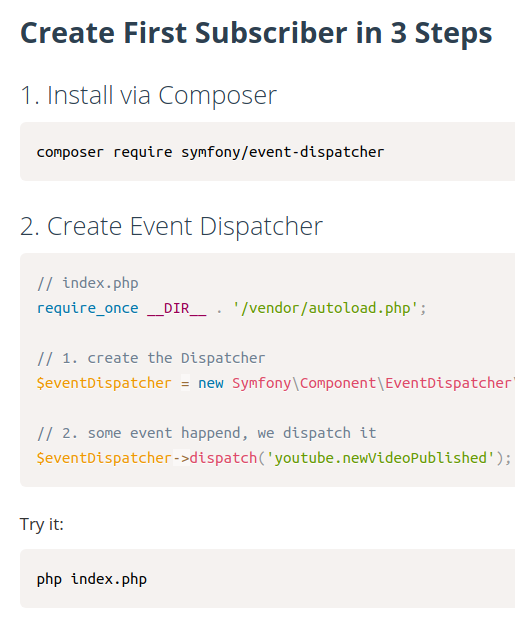 Create First Subscriber in 3 Steps
1. Install via Composer
composer require symfony/event-dispatcher
2. Create Event Dispatcher
// index.php
require_once __DIR__ . '/vendor/autoload.php';
// 1. create the Dispatcher
$eventDispatcher = new Symfony\Component\EventDispatcher\
// 2. some event happend, we dispatch it
$eventDispatcher->dispatch('youtube.newVideoPublished');
Try it:
php index.php